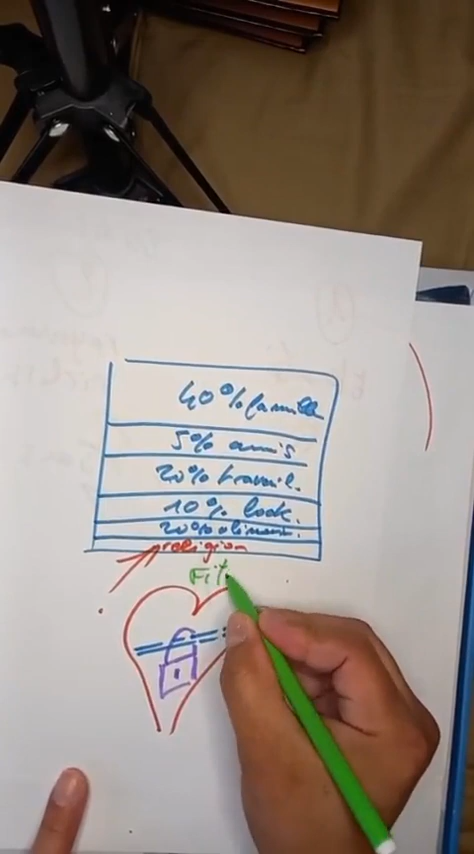 40% famille
5% amis
20% travail.
10% look.
20% aliment.
religion
Fit